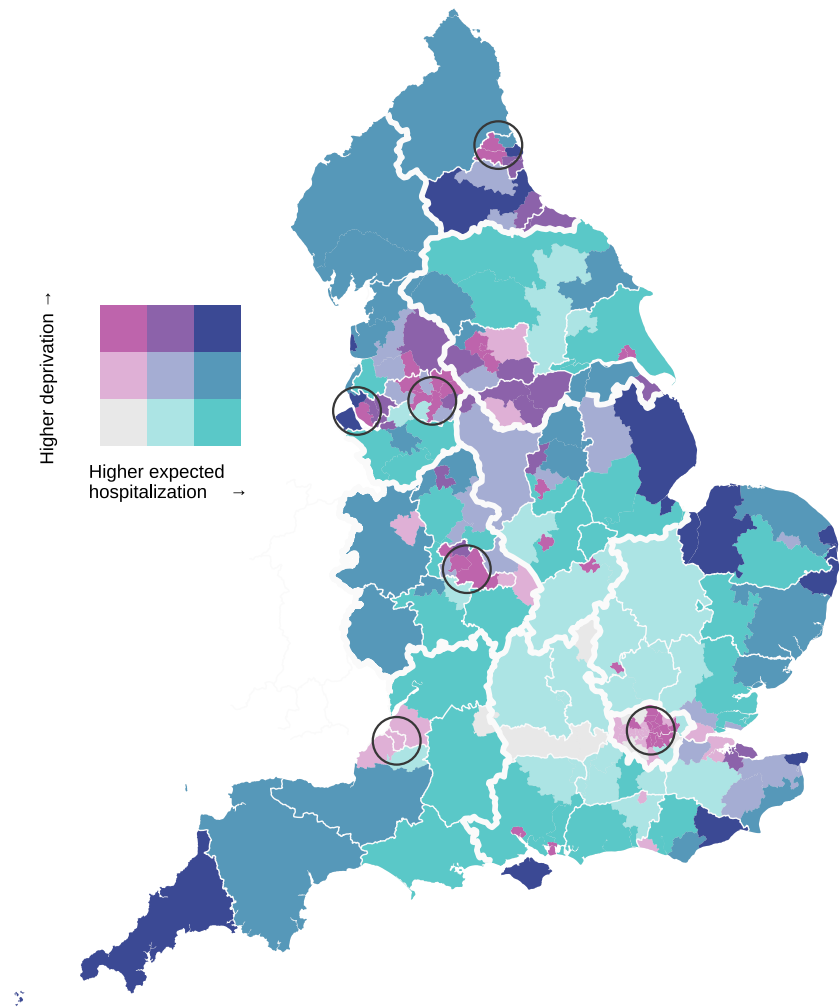 Higher deprivation →
Higher expected
hospitalization →